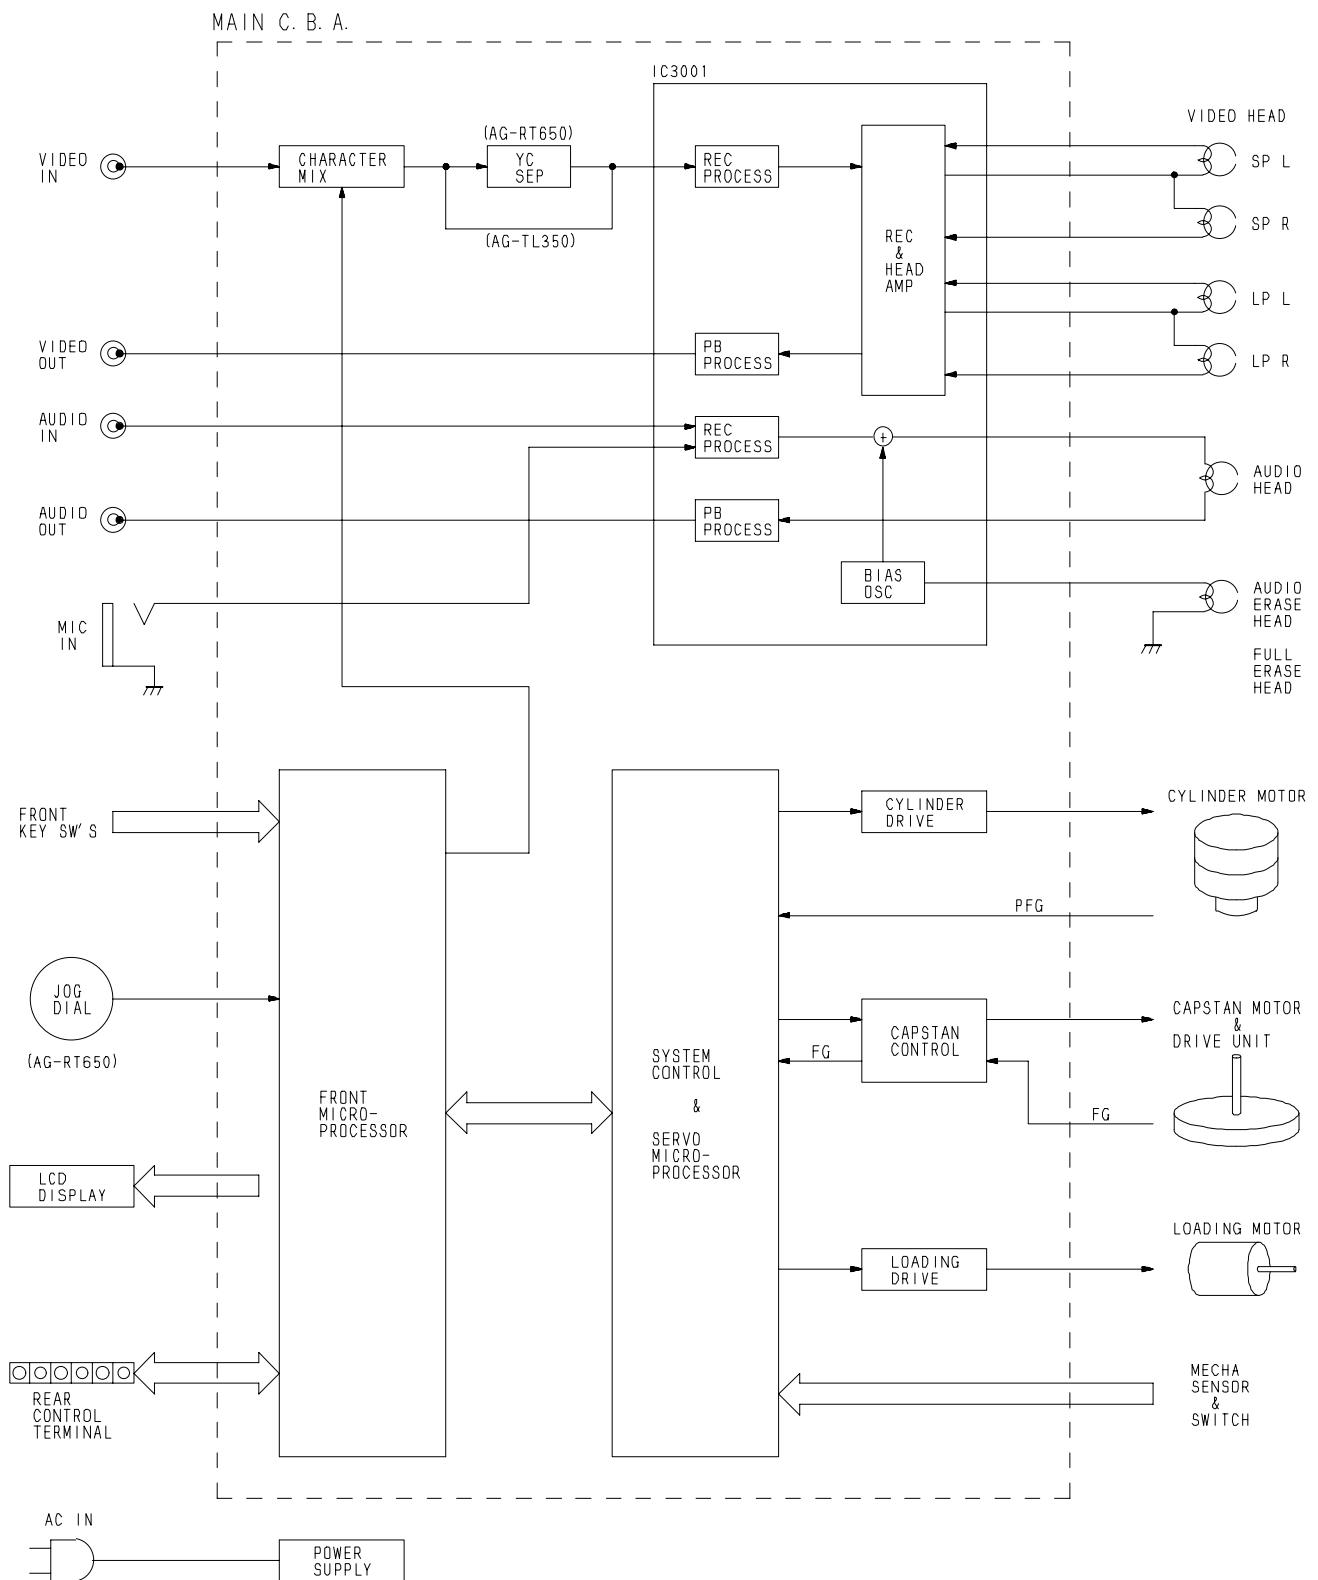 MAIN C. B. A.
IC3001
VIDEO HEAD
VIDEO
IN
CHARACTER
MIX
(AG-RT650)
YC
SEP
(AG-TL350)
REC
PROCESS
REC
&
HEAD
AMP
SP L
SP R
LP L
LP R
VIDEO
OUT
PB
PROCESS
AUDIO
IN
REC
PROCESS
+
AUDIO
HEAD
AUDIO
OUT
PB
PROCESS
BIAS
OSC
AUDIO
ERASE
HEAD
FULL
ERASE
HEAD
MIC
IN
FRONT
KEY SW'S
CYLINDER
DRIVE
CYLINDER MOTOR
PFG
JOG
DIAL
(AG-RT650)
CAPSTAN
CONTROL
FG
CAPSTAN MOTOR
&
DRIVE UNIT
FG
FRONT
MICRO-
PROCESSOR
SYSTEM
CONTROL
&
SERVO
MICRO-
PROCESSOR
LCD
DISPLAY
LOADING
DRIVE
LOADING MOTOR
REAR
CONTROL
TERMINAL
MECHA
SENSOR
&
SWITCH
AC IN
POWER
SUPPLY